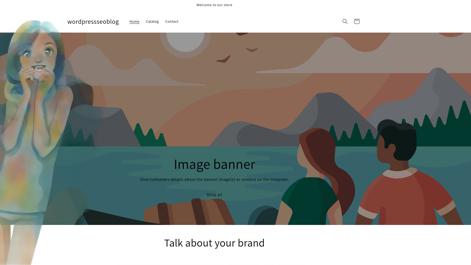 Welcome to our store
wordpressseoblog
Home Catalog Contact
Image banner
Give customers details about the banner image(s) or content on the template.
Shop all
Talk about your brand